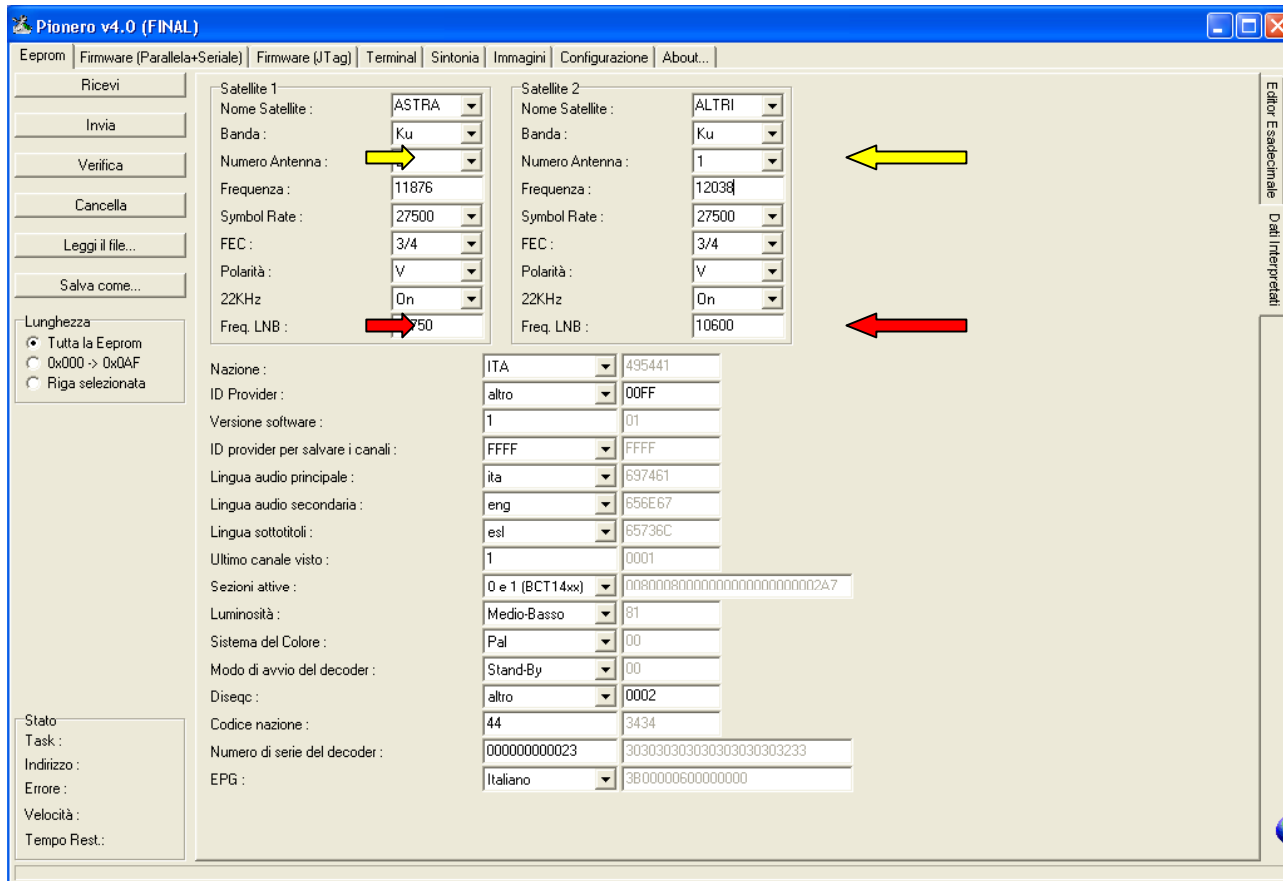 Pionero v4.0 (FINAL)
Eeprom Firmware (Parallela+Seriale) Firmware (JTag) Terminal Sintonia Immagini Configurazione About...
Ricevi
Invia
Verifica
Cancella
Leggi il file...
Salva come...
Lunghezza
Tutta la Eeprom
0x000 -> 0x0AF
Riga selezionata
Stato
Task :
Indirizzo :
Errore :
Velocità :
Tempo Rest.:
Satellite 1
Nome Satellite : ASTRA
Banda : Ku
Numero Antenna :
Frequenza : 11876
Symbol Rate : 27500
FEC : 3/4
Polarità : V
22KHz On
Freq. LNB :
Satellite 2
Nome Satellite : ALTRI
Banda : Ku
Numero Antenna : 1
Frequenza : 12038
Symbol Rate : 27500
FEC : 3/4
Polarità : V
22KHz On
Freq. LNB : 10600
Nazione : ITA 495441
ID Provider : altro 00FF
Versione software : 1 01
ID provider per salvare i canali : FFFF FFFF
Lingua audio principale : ita 697461
Lingua audio secondaria : eng 656E67
Lingua sottotitoli : esl 65736C
Ultimo canale visto : 1 0001
Sezioni attive : 0 e 1 (BCT14xx)
Luminosità : Medio-Basso 81
Sistema del Colore : Pal 00
Modo di avvio del decoder : Stand-By 00
Diseqc : altro 0002
Codice nazione : 44 3434
Numero di serie del decoder : 000000000023 303030303030303030303233
EPG : Italiano 3B00000600000000
Editor Esadecimale
Dati Interpretati